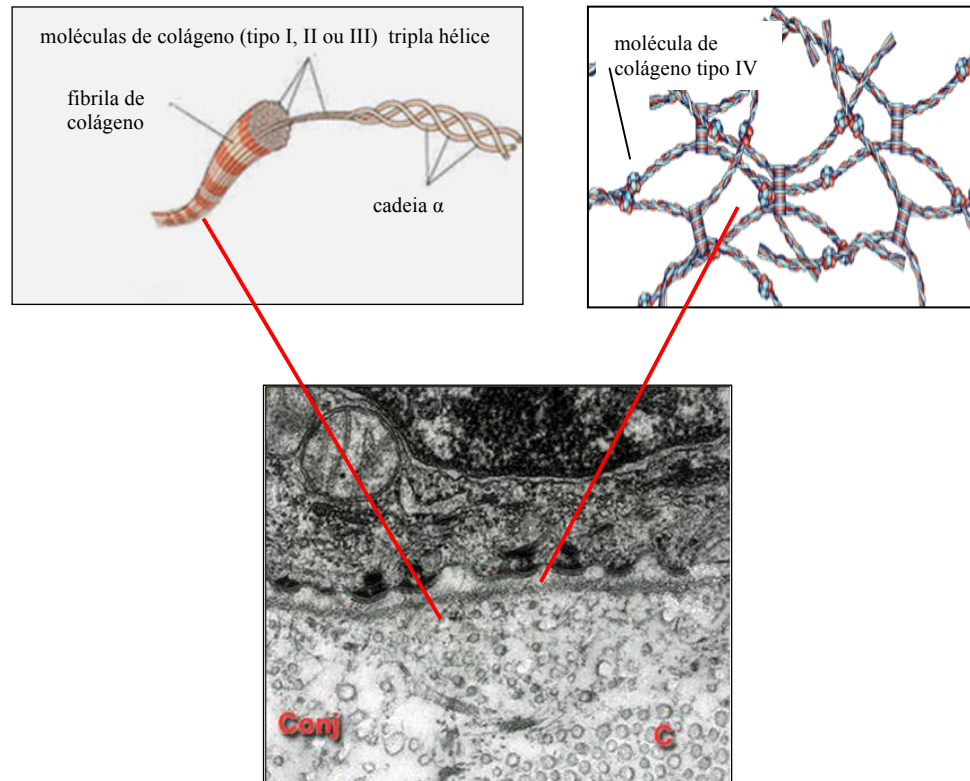 moléculas de colágeno (tipo I, II ou III) tripla hélice
fibrila de
colágeno
cadeia α
molécula de
colágeno tipo IV
Conj
C